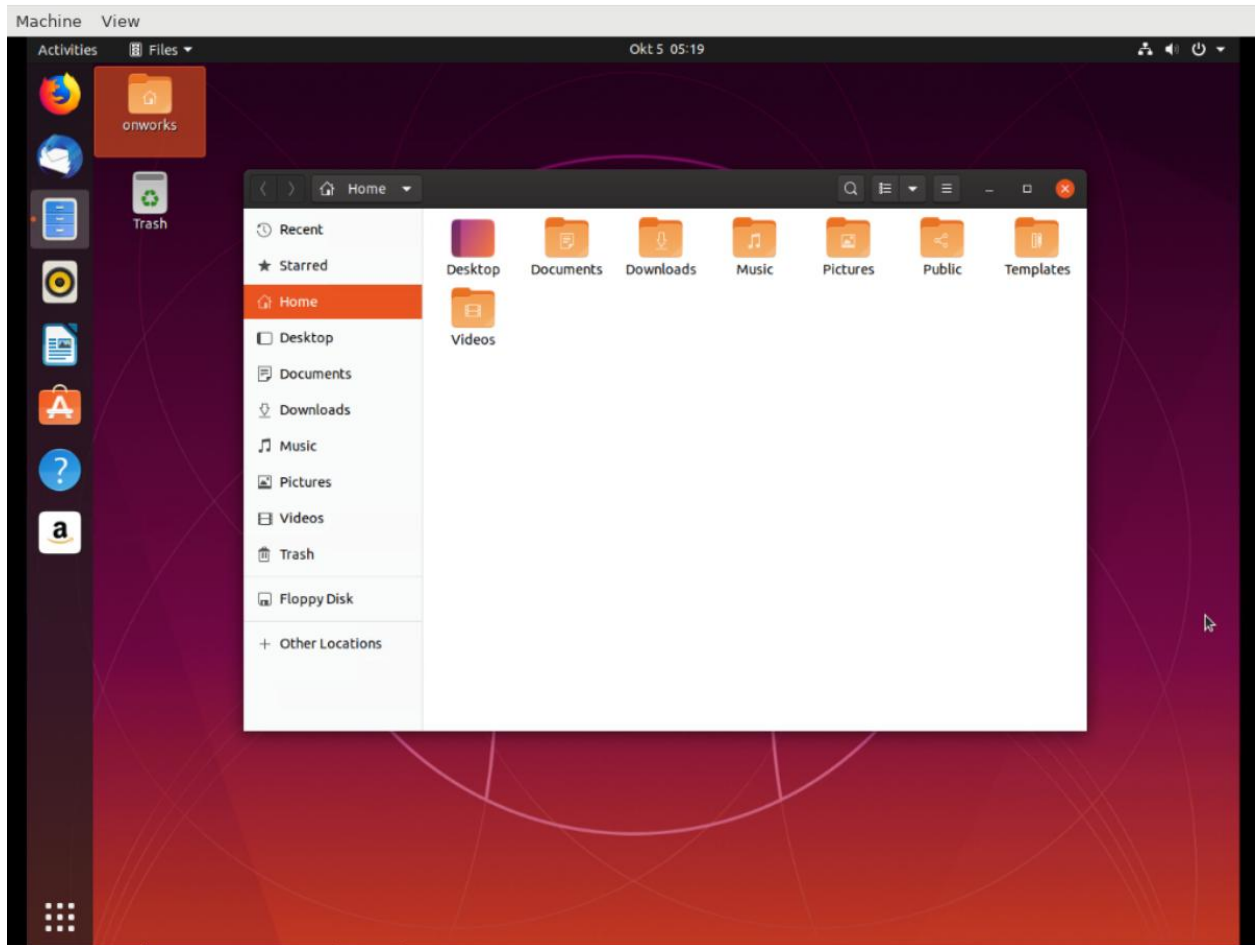 Machine View
Activities Files Okt 5 05:19
onworks
Trash
Home
Recent
Starred
Home
Desktop
Documents
Downloads
Music
Pictures
Videos
Trash
Floppy Disk
+ Other Locations
Desktop Documents Downloads Music Pictures Public Templates
Videos
?
a